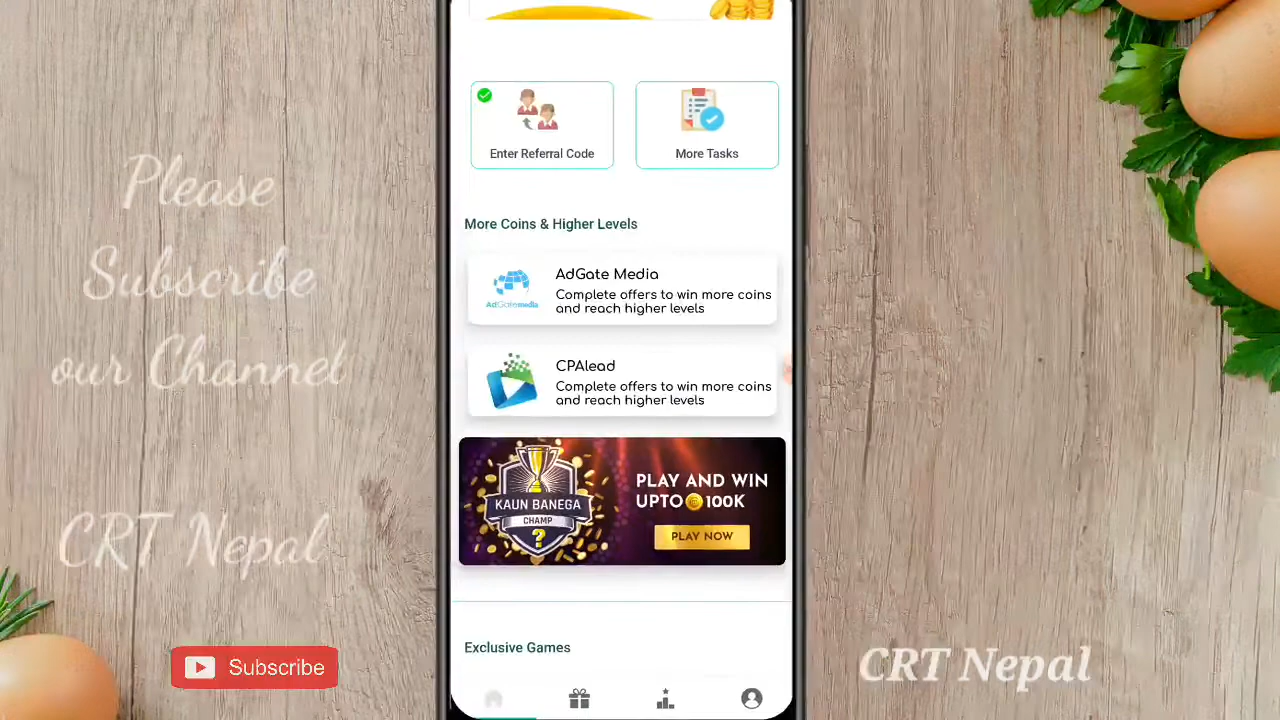 Please
Subscribe
our Channel
CRT Nepal
Subscribe
Enter Referral Code
More Tasks
More Coins & Higher Levels
AdGate Media
Complete offers to win more coins
and reach higher levels
AdGatemedia
CPAlead
Complete offers to win more coins
and reach higher levels
KAUN BANEGA
CHAMP
?
PLAY AND WIN
UPTO 100K
PLAY NOW
Exclusive Games
CRT Nepal